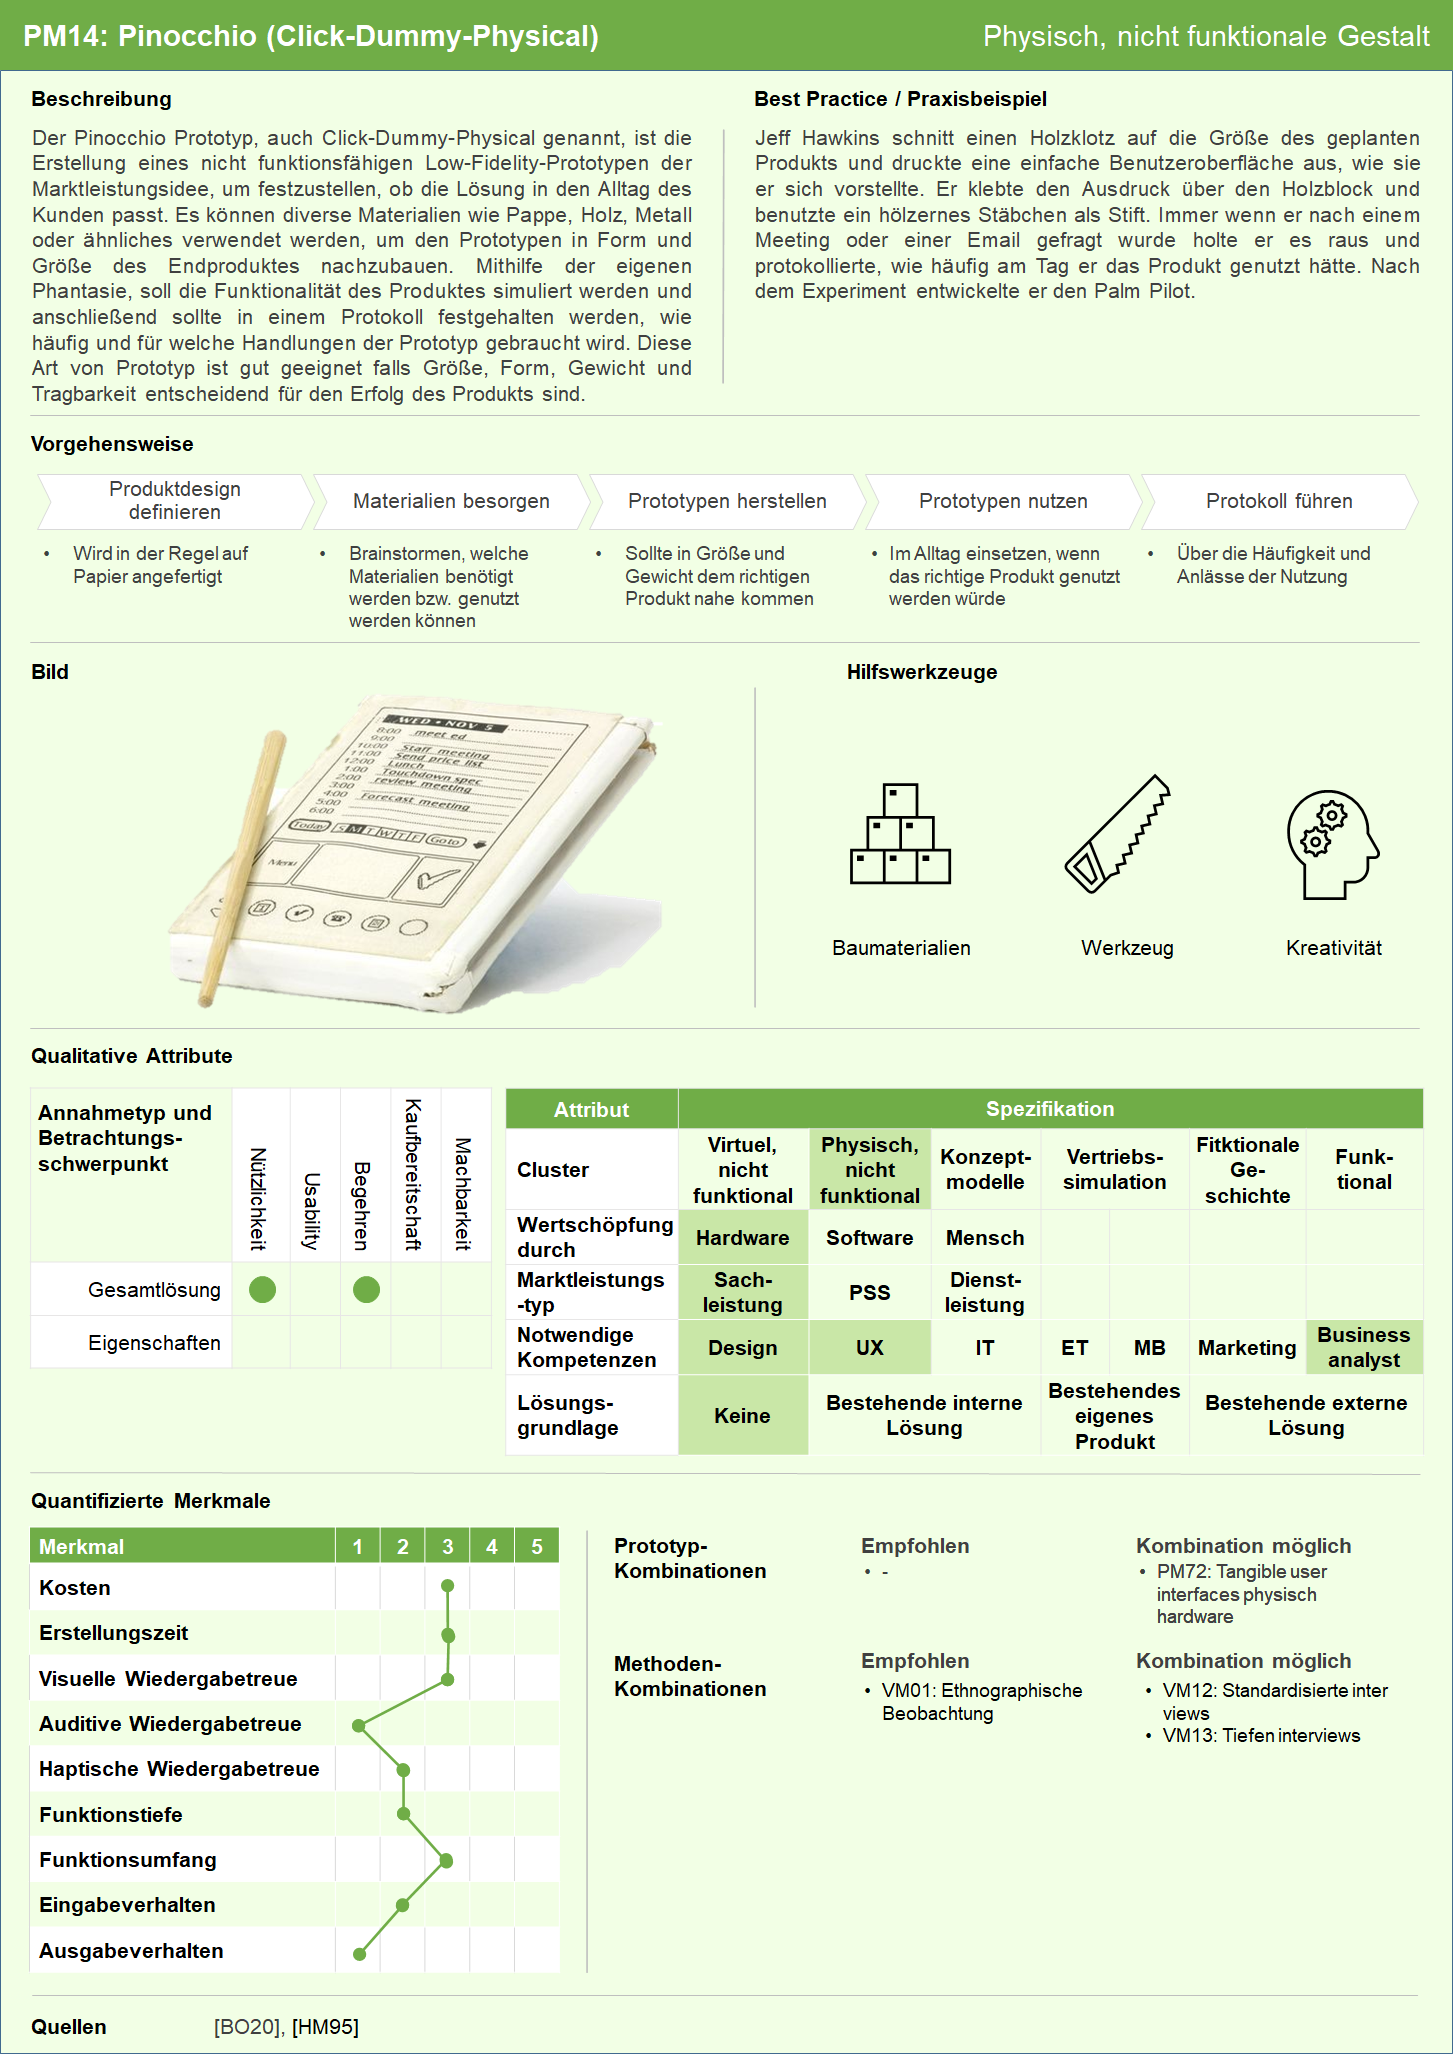 PM14: Pinocchio (Click-Dummy-Physical)
Physisch, nicht funktionale Gestalt
Beschreibung
Der Pinocchio Prototyp, auch Click-Dummy-Physical genannt, ist die
Erstellung eines nicht funktionsfähigen Low-Fidelity-Prototypen der
Marktleistungsidee, um festzustellen, ob die Lösung in den Alltag des
Kunden passt. Es können diverse Materialien wie Pappe, Holz, Metall
oder ähnliches verwendet werden, um den Prototypen in Form und
Größe des Endproduktes nachzubauen. Mithilfe der eigenen
Phantasie, soll die Funktionalität des Produktes simuliert werden und
anschließend sollte in einem Protokoll festgehalten werden, wie
häufig und für welche Handlungen der Prototyp gebraucht wird. Diese
Art von Prototyp ist gut geeignet falls Größe, Form, Gewicht und
Tragbarkeit entscheidend für den Erfolg des Produkts sind.
Best Practice / Praxisbeispiel
Jeff Hawkins schnitt einen Holzklotz auf die Größe des geplanten
Produkts und druckte eine einfache Benutzeroberfläche aus, wie sie
er sich vorstellte. Er klebte den Ausdruck über den Holzblock und
benutzte ein hölzernes Stäbchen als Stift. Immer wenn er nach einem
Meeting oder einer Email gefragt wurde holte er es raus und
protokollierte, wie häufig am Tag er das Produkt genutzt hätte. Nach
dem Experiment entwickelte er den Palm Pilot.
Vorgehensweise
Produktdesign
definieren
• Wird in der Regel auf
Papier angefertigt
Materialien besorgen
• Brainstormen, welche
Materialien benötigt
werden bzw. genutzt
werden können
Prototypen herstellen
• Sollte in Größe und
Gewicht dem richtigen
Produkt nahe kommen
Prototypen nutzen
• Im Alltag einsetzen, wenn
das richtige Produkt genutzt
werden würde
Protokoll führen
• Über die Häufigkeit und
Anlässe der Nutzung
Bild
WED • NOV 5
8:00 meet ed
9:00
10:00 Staff meeting
11:00 Send price list
12:00 Lunch
1:00 Touchdown spec
2:00 review meeting
3:00
4:00 Forecast meeting
5:00
6:00
Today S M T W T F Go to
Menu
Hilfswerkzeuge
Baumaterialien
Werkzeug
Kreativität
Qualitative Attribute
Annahmetyp und
Betrachtungs-
schwerpunkt
Nützlichkeit
Usability
Begehren
Kaufbereitschaft
Machbarkeit
Gesamtlösung
Eigenschaften
Attribut Spezifikation
Cluster
Virtuel,
nicht
funktional
Physisch,
nicht
funktional
Konzept-
modelle
Vertriebs-
simulation
Fitktionale
Ge-
schichte
Funk-
tional
Wertschöpfung
durch
Hardware Software Mensch
Marktleistungs
-typ
Sach-
leistung
PSS
Dienst-
leistung
Notwendige
Kompetenzen
Design UX IT ET MB Marketing
Business
analyst
Lösungs-
grundlage
Keine
Bestehende interne
Lösung
Bestehendes
eigenes
Produkt
Bestehende externe
Lösung
Quantifizierte Merkmale
Merkmal 1 2 3 4 5
Kosten
Erstellungszeit
Visuelle Wiedergabetreue
Auditive Wiedergabetreue
Haptische Wiedergabetreue
Funktionstiefe
Funktionsumfang
Eingabeverhalten
Ausgabeverhalten
Prototyp-
Kombinationen
Empfohlen
• -
Kombination möglich
• PM72: Tangible user
interfaces physisch
hardware
Methoden-
Kombinationen
Empfohlen
• VM01: Ethnographische
Beobachtung
Kombination möglich
• VM12: Standardisierte inter
views
• VM13: Tiefen interviews
Quellen [BO20], [HM95]